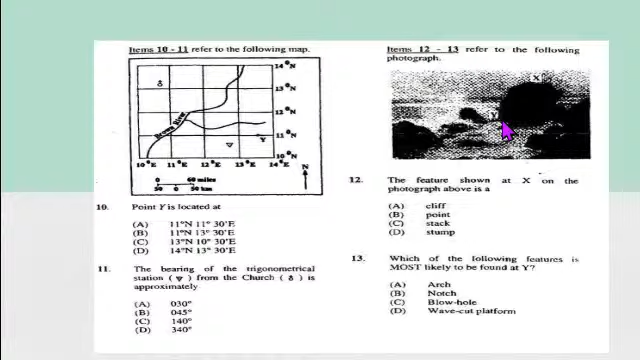 Items 10 - 11 refer to the following map.
14°N
13°N
12°N
11°N
10°N
Brown River
Y
10°E 11°E 12°E 13°E 14°E
N
0 60 miles
50 0 50 km
10. Point Y is located at
(A) 11°N 11° 30'E
(B) 11°N 13° 30'E
(C) 13°N 10° 30'E
(D) 14°N 13° 30'E
11. The bearing of the trigonometrical
station ( ) from the Church ( ) is
approximately
(A) 030°
(B) 045°
(C) 140°
(D) 340°
Items 12 - 13 refer to the following
photograph.
X
Y
12. The feature shown at X on the
photograph above is a
(A) cliff
(B) point
(C) stack
(D) stump
13. Which of the following features is
MOST likely to be found at Y?
(A) Arch
(B) Notch
(C) Blow-hole
(D) Wave-cut platform